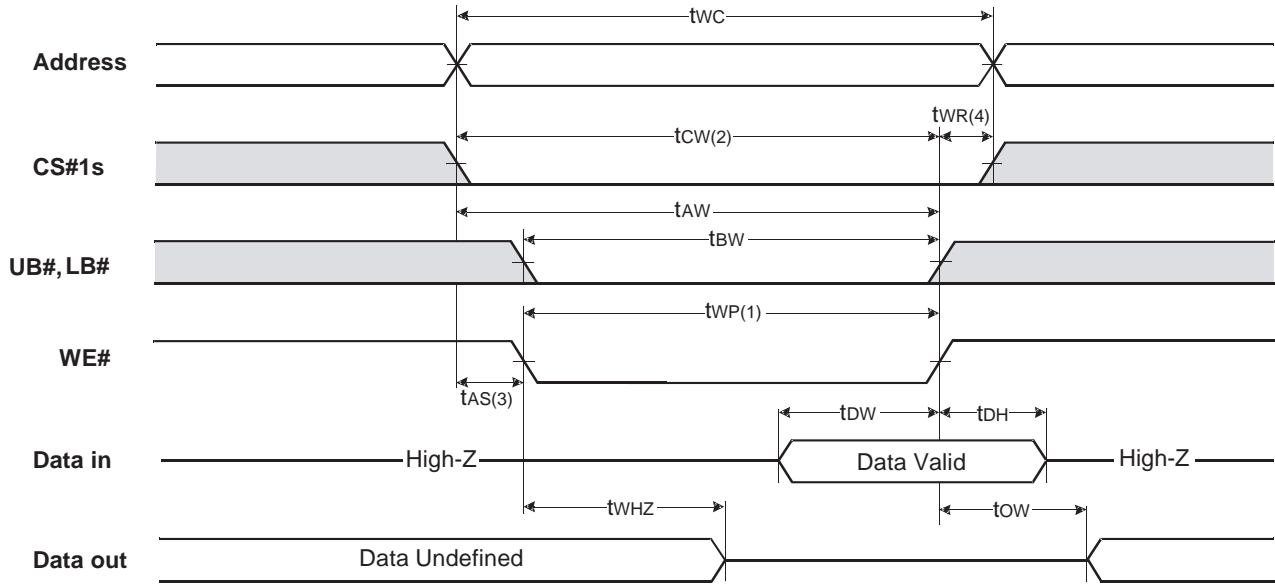 tWC
Address
tWR(4)
tCW(2)
CS#1s
tAW
tBW
UB#, LB#
tWP(1)
WE#
tAS(3)
tDW
tDH
Data in
High-Z
Data Valid
High-Z
tWHZ
tOW
Data out
Data Undefined